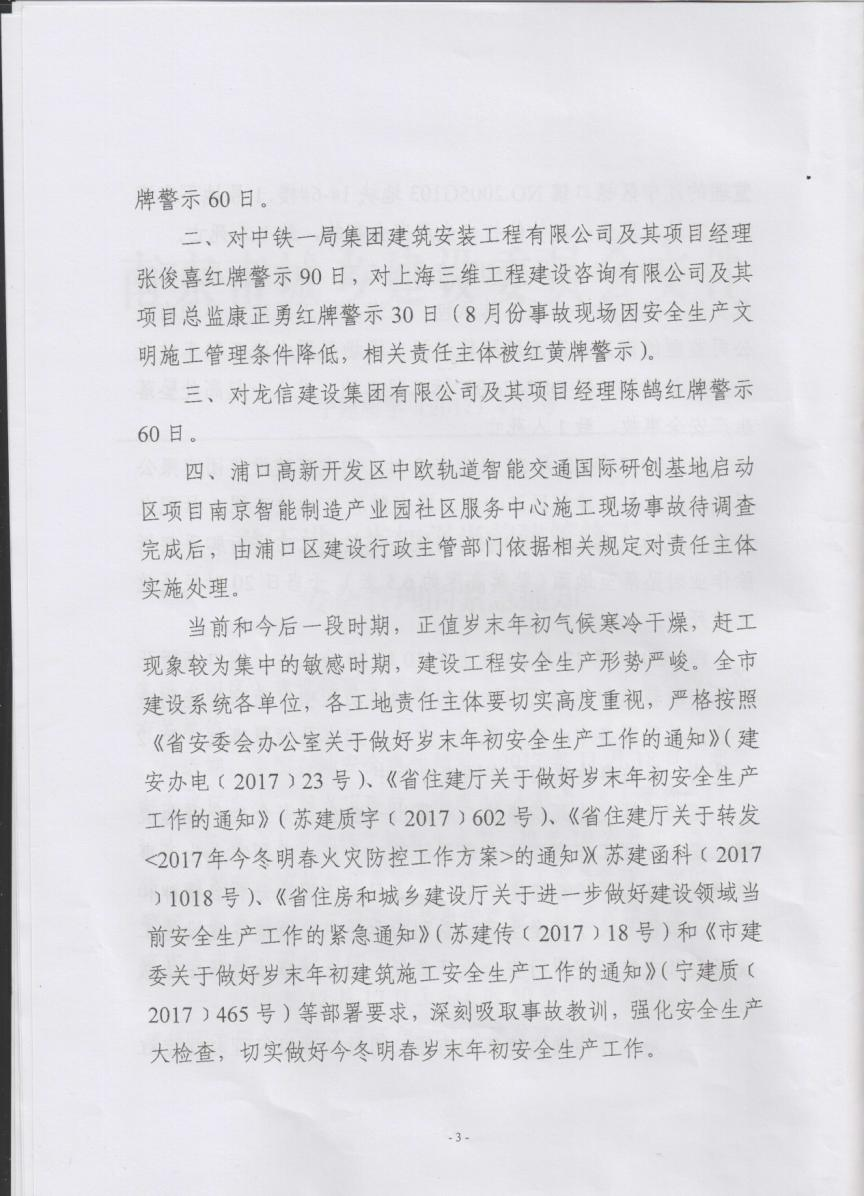 牌警示60日。
二、对中铁一局集团建筑安装工程有限公司及其项目经理
张俊喜红牌警示90日，对上海三维工程建设咨询有限公司及其
项目总监康正勇红牌警示30日（8月份事故现场因安全生产文
明施工管理条件降低，相关责任主体被红黄牌警示）。
三、对龙信建设集团有限公司及其项目经理陈鹄红牌警示
60日。
四、浦口高新开发区中欧轨道智能交通国际研创基地启动
区项目南京智能制造产业园社区服务中心施工现场事故待调查
完成后，由浦口区建设行政主管部门依据相关规定对责任主体
实施处理。
当前和今后一段时期，正值岁末年初气候寒冷干燥，赶工
现象较为集中的敏感时期，建设工程安全生产形势严峻。全市
建设系统各单位，各工地责任主体要切实高度重视，严格按照
《省安委会办公室关于做好岁末年初安全生产工作的通知》（建
安办电﹝2017﹞23号）、《省住建厅关于做好岁末年初安全生产
工作的通知》（苏建质字﹝2017﹞602号）、《省住建厅关于转发
<2017年今冬明春火灾防控工作方案>的通知》（苏建函科﹝2017
﹞1018号）、《省住房和城乡建设厅关于进一步做好建设领域当
前安全生产工作的紧急通知》（苏建传﹝2017﹞18号）和《市建
委关于做好岁末年初建筑施工安全生产工作的通知》（宁建质﹝
2017﹞465号）等部署要求，深刻吸取事故教训，强化安全生产
大检查，切实做好今冬明春岁末年初安全生产工作。
- 3 -